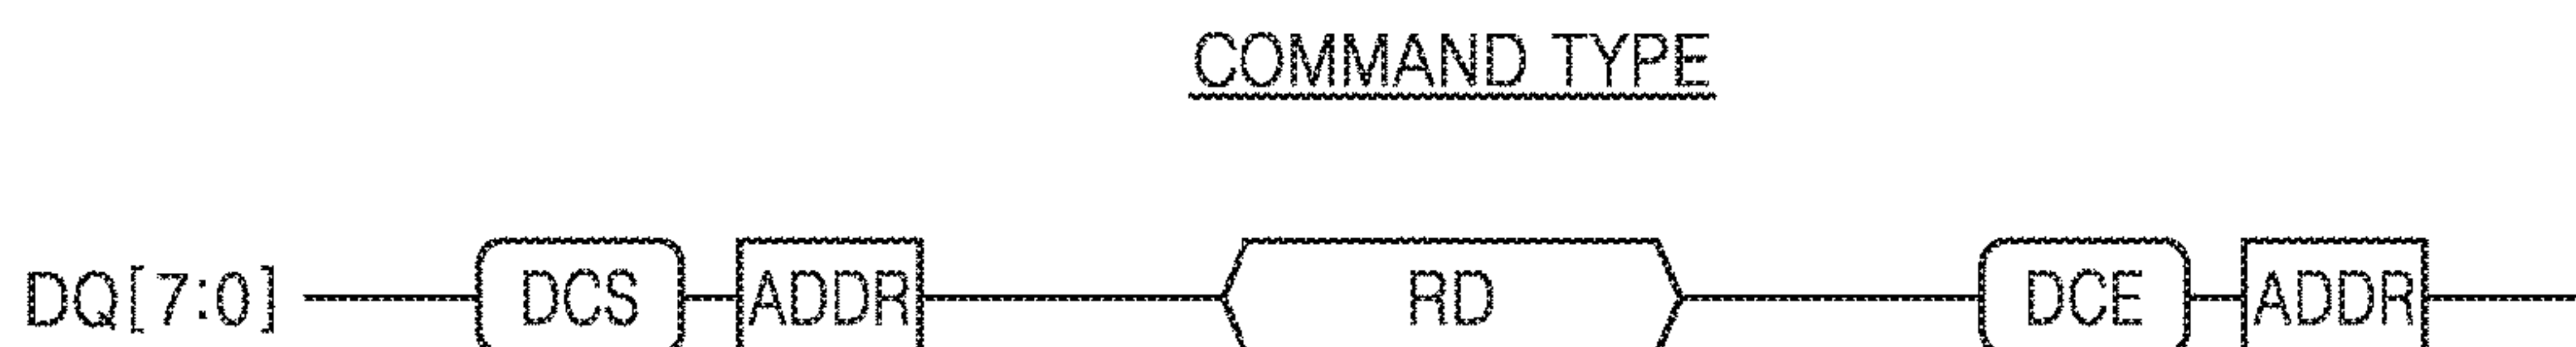 COMMAND TYPE
DQ[7:0] DCS ADDR RD DCE ADDR